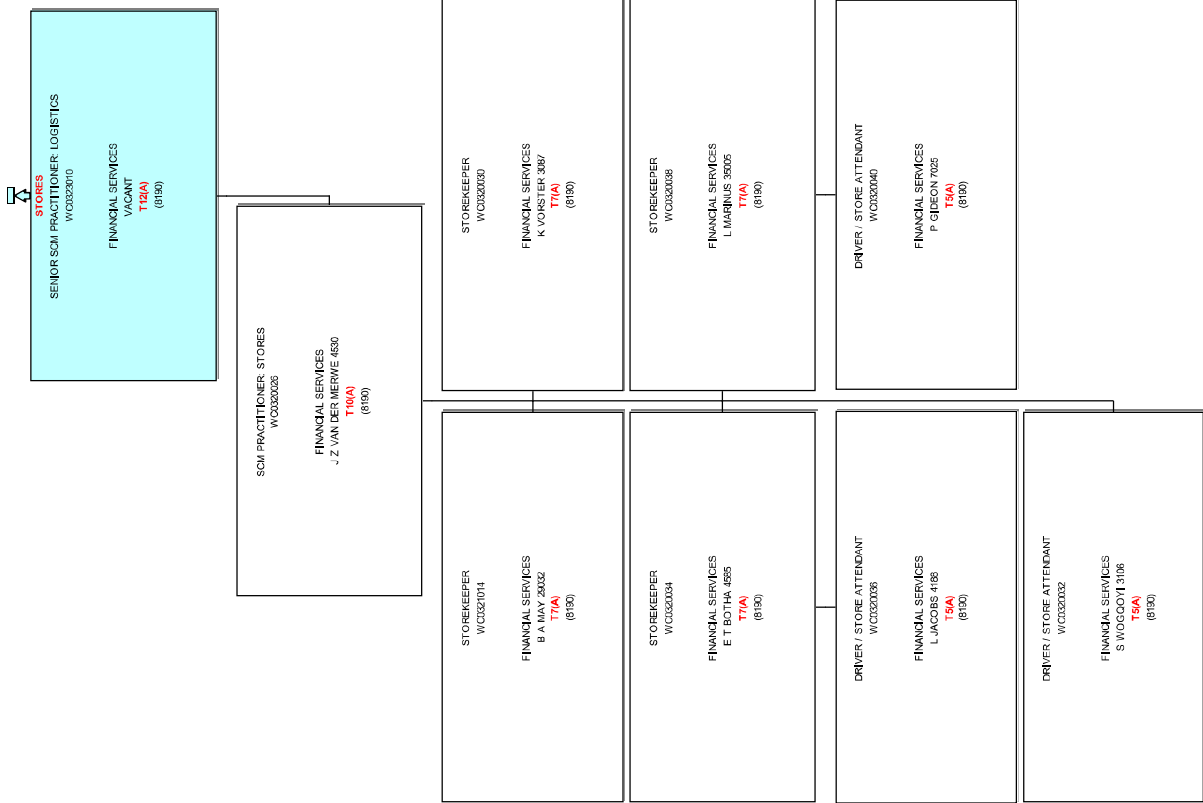 STORES
SENIOR SCM PRACTITIONER: LOGISTICS
WC0323010
FINANCIAL SERVICES
VACANT
T12(A)
(8190)
SCM PRACTITIONER: STORES
WC0320026
FINANCIAL SERVICES
J Z VAN DER MERWE 4530
T10(A)
(8190)
STOREKEEPER
WC0321014
FINANCIAL SERVICES
B A MAY 29032
T7(A)
(8190)
STOREKEEPER
WC0320030
FINANCIAL SERVICES
K VORSTER 3087
T7(A)
(8190)
STOREKEEPER
WC0320034
FINANCIAL SERVICES
E T BOTHA 4565
T7(A)
(8190)
STOREKEEPER
WC0320038
FINANCIAL SERVICES
L MARINUS 35005
T7(A)
(8190)
DRIVER / STORE ATTENDANT
WC0320036
FINANCIAL SERVICES
L JACOBS 4186
T5(A)
(8190)
DRIVER / STORE ATTENDANT
WC0320040
FINANCIAL SERVICES
P GIDEON 7025
T5(A)
(8190)
DRIVER / STORE ATTENDANT
WC0320032
FINANCIAL SERVICES
S WOGQOYI 3106
T5(A)
(8190)